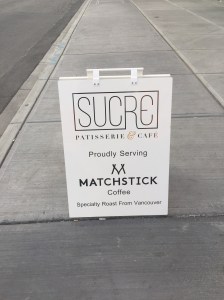 SUCRE
PATISSERIE & CAFE
Proudly Serving
MATCHSTICK
Coffee
Specialty Roast From Vancouver